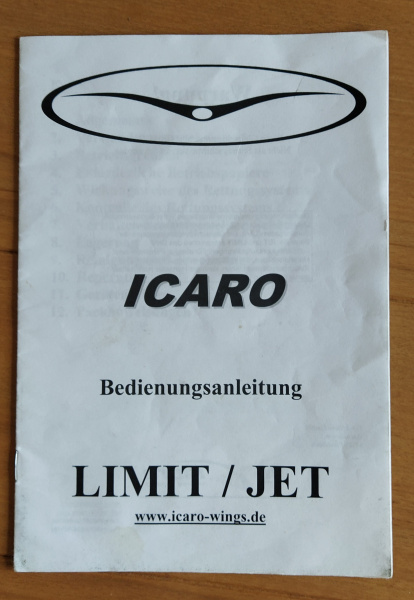 ICARO
Bedienungsanleitung
LIMIT / JET
www.icaro-wings.de